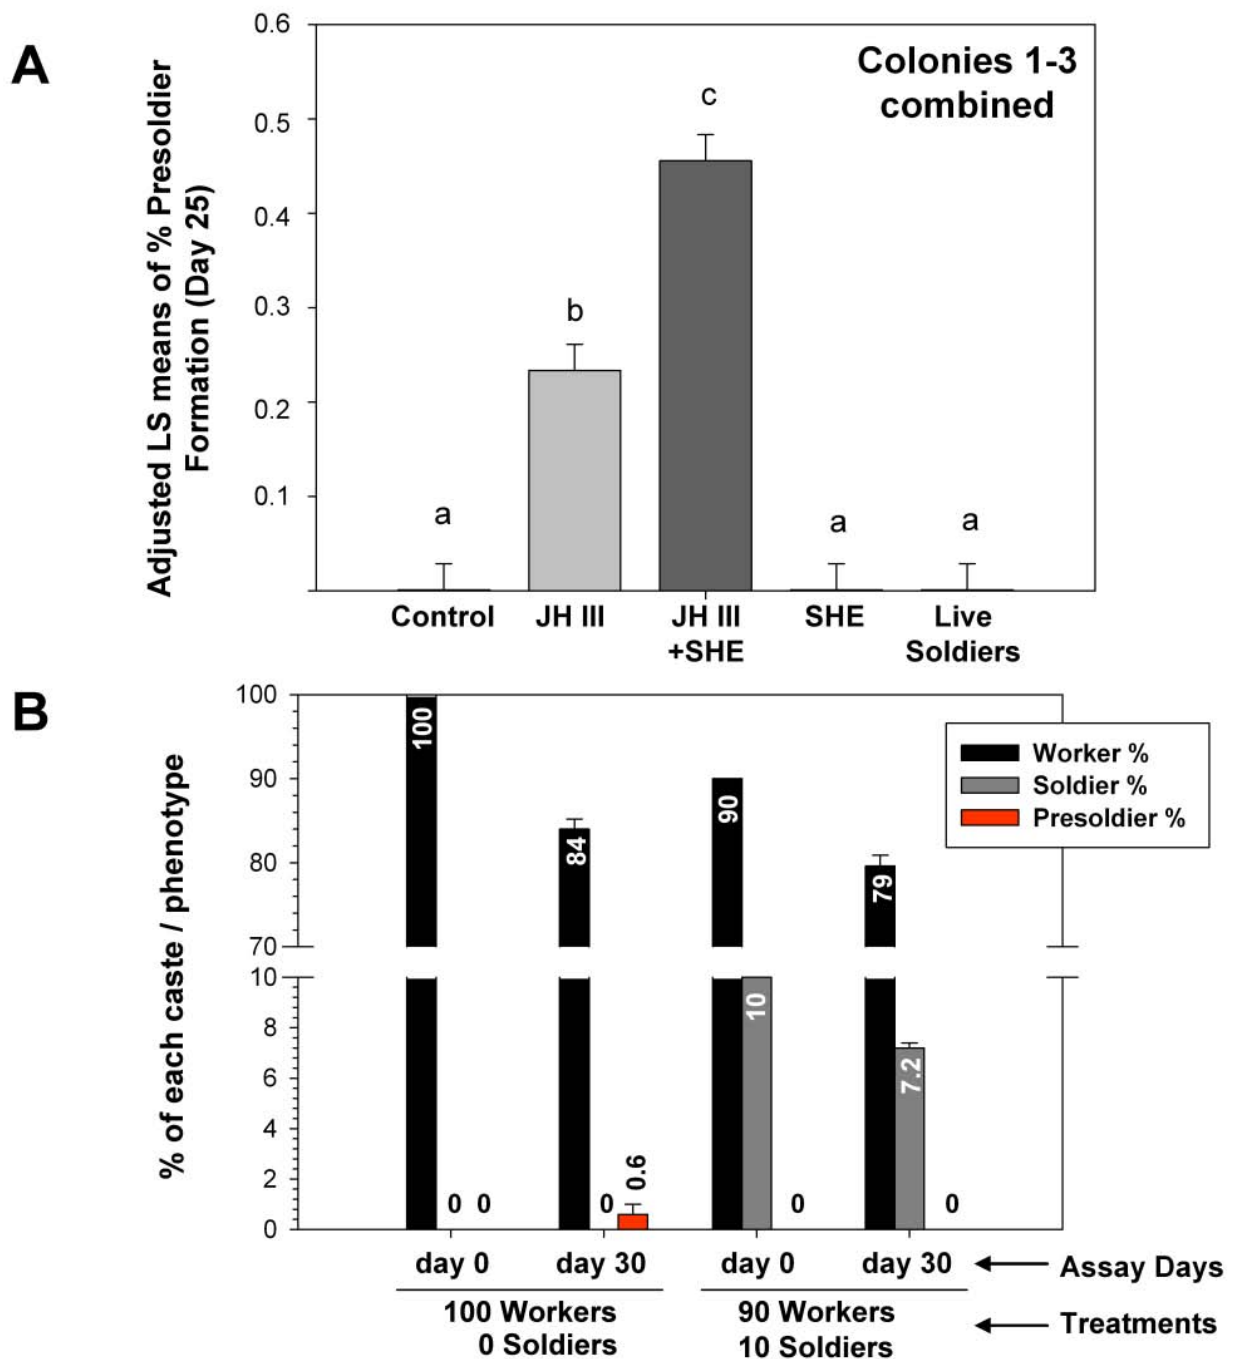 A
Adjusted LS means of % Presoldier
Formation (Day 25)
0.6
0.5
0.4
0.3
0.2
0.1
Colonies 1-3
combined
a
b
c
a
a
Control
JH III
JH III
+SHE
SHE
Live
Soldiers
B
% of each caste / phenotype
100
90
80
70
10
8
6
4
2
0
Worker %
Soldier %
Presoldier %
100
0 0
84
0
0.6
90
10
0
79
7.2
0
day 0
day 30
day 0
day 30
Assay Days
100 Workers
0 Soldiers
90 Workers
10 Soldiers
Treatments